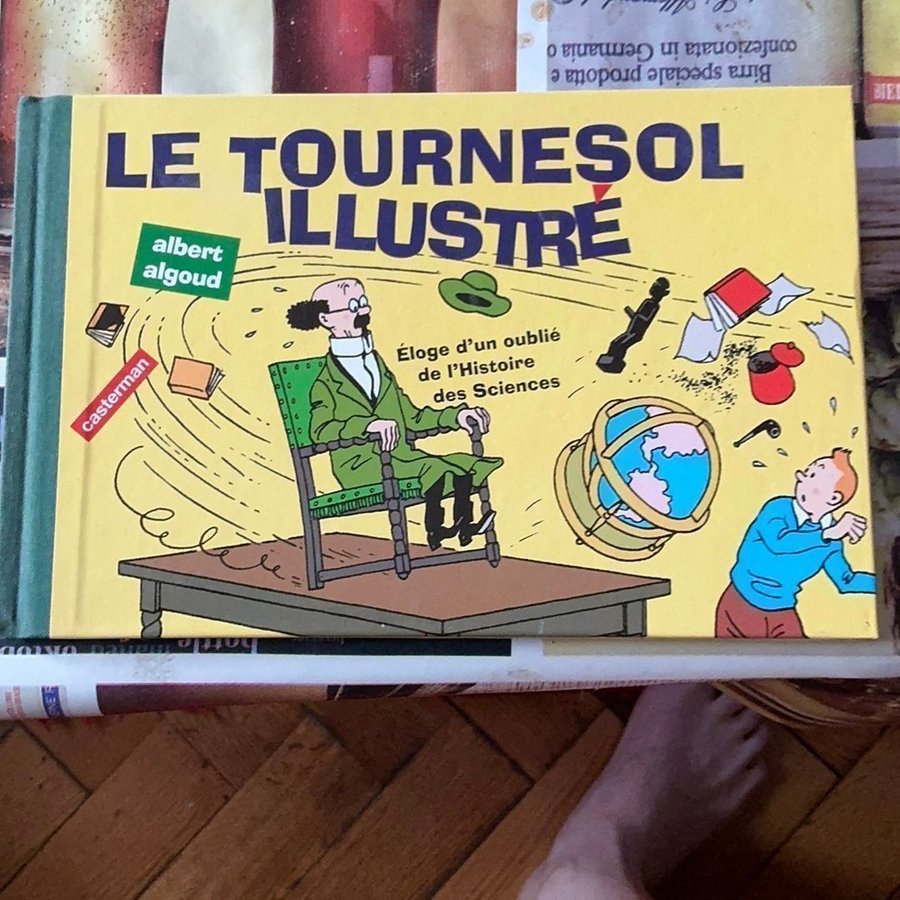 confezionata in Germania o
Birra speciale prodotta e
LE TOURNESOL
ILLUSTRÉ
albert
algoud
Éloge d'un oublié
de l'Histoire
des Sciences
casterman
bottle